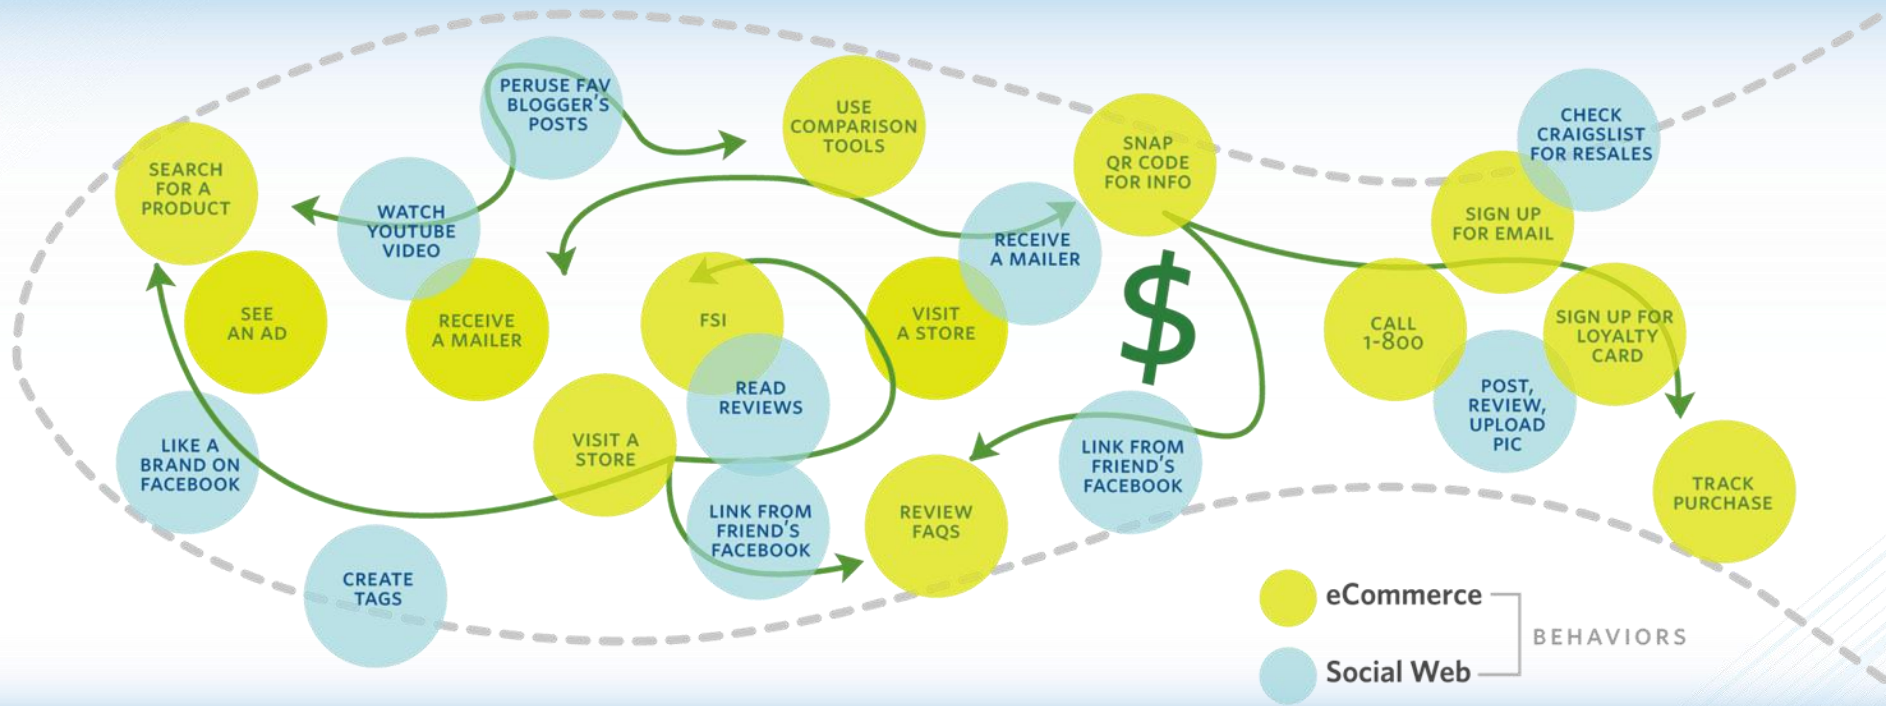 PERUSE FAV
BLOGGER'S
POSTS
USE
COMPARISON
TOOLS
SEARCH
FOR A
PRODUCT
WATCH
YOUTUBE
VIDEO
SNAP
QR CODE
FOR INFO
CHECK
CRAIGSLIST
FOR RESALES
SIGN UP
FOR EMAIL
RECEIVE
A MAILER
SEE
AN AD
RECEIVE
A MAILER
FSI
VISIT
A STORE
$
CALL
1-800
SIGN UP FOR
LOYALTY
CARD
READ
REVIEWS
POST,
REVIEW,
UPLOAD
PIC
LIKE A
BRAND ON
FACEBOOK
VISIT A
STORE
LINK FROM
FRIEND'S
FACEBOOK
TRACK
PURCHASE
LINK FROM
FRIEND'S
FACEBOOK
REVIEW
FAQS
CREATE
TAGS
eCommerce
BEHAVIORS
Social Web